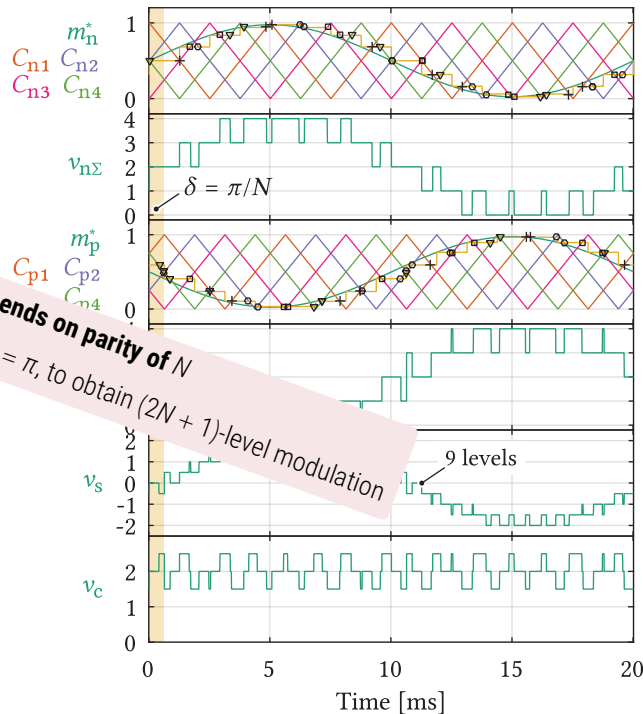 1
m*n
Cn1 Cn2
Cn3 Cn4
0
4
3
vnΣ 2
1
0
δ = π/N
1
m*p
Cp1 Cp2
Cn4
0
ends on parity of N
= π, to obtain (2N + 1)-level modulation
2
1
vs 0
-1
-2
9 levels
2
vc
1
0
0 5 10 15 20
Time [ms]